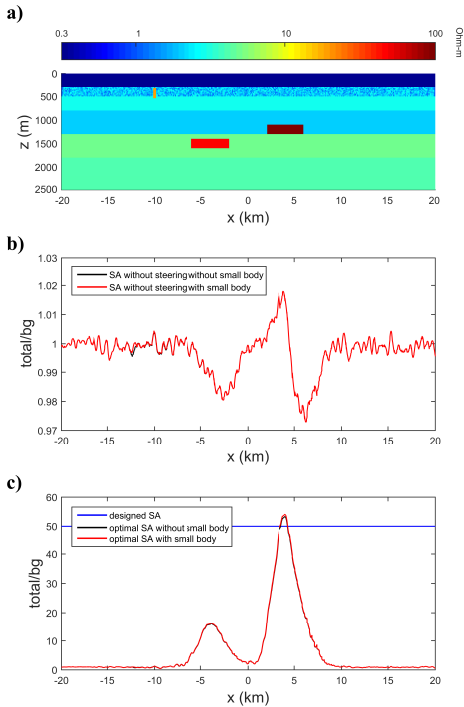 a)
Ohm-m
0.3 1 10 100
0
500
1000
1500
2000
2500
z (m)
-20 -15 -10 -5 0 5 10 15 20
x (km)
b)
1.03
1.02
1.01
1
0.99
0.98
0.97
total/bg
SA without steeringwithout small body
SA without steeringwith small body
-20 -15 -10 -5 0 5 10 15 20
x (km)
c)
60
50
40
30
20
10
0
total/bg
designed SA
optimal SA without small body
optimal SA with small body
-20 -15 -10 -5 0 5 10 15 20
x (km)